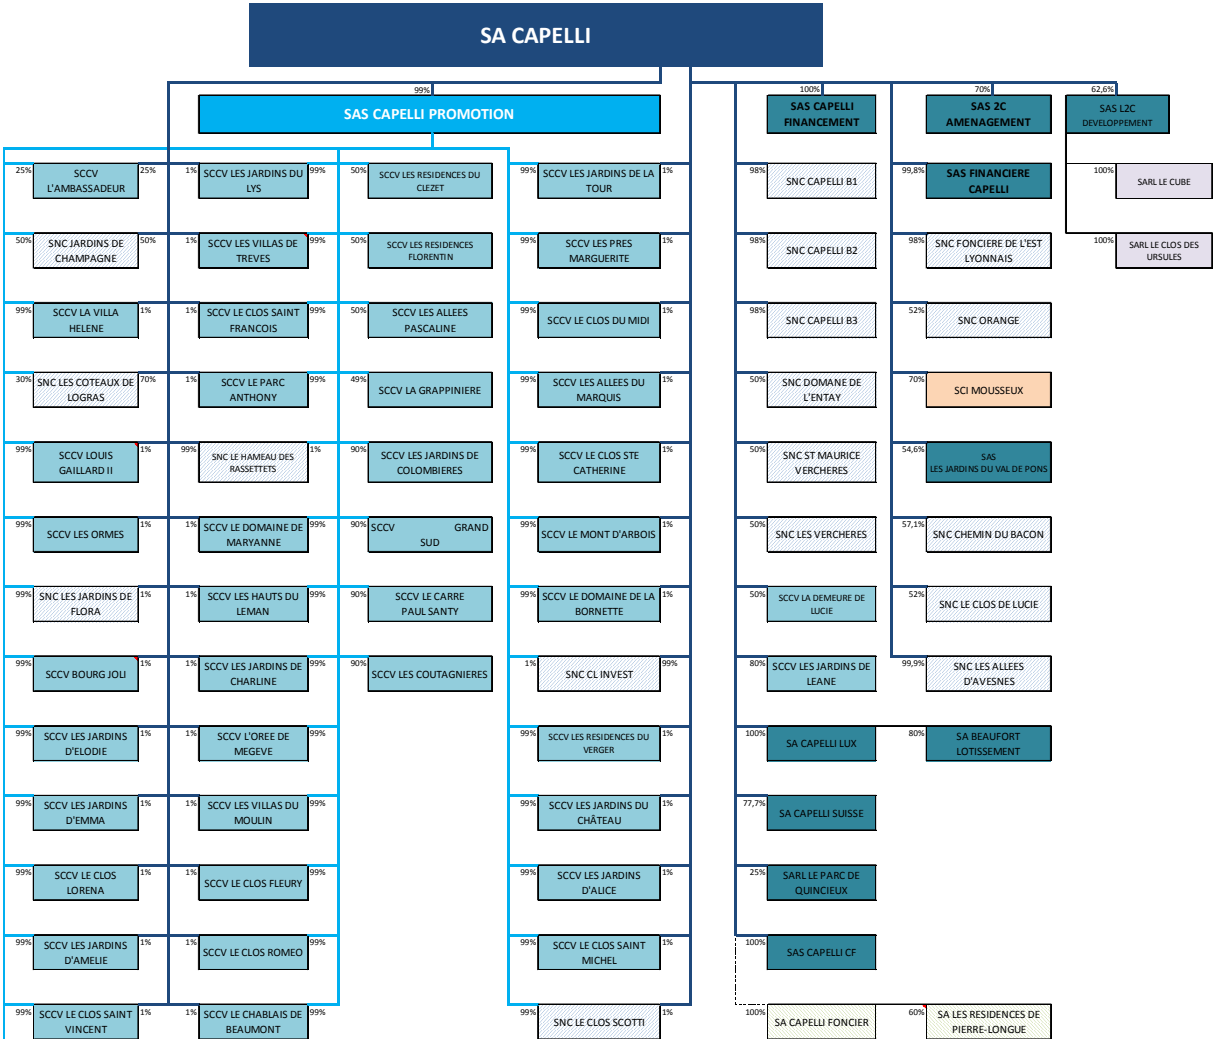 SA CAPELLI
99%
100%
70%
62,6%
SAS CAPELLI PROMOTION
SAS CAPELLI
FINANCEMENT
SAS 2C
AMENAGEMENT
SAS L2C
DEVELOPPEMENT
25%
SCCV
L'AMBASSADEUR
25%
1%
SCCV LES JARDINS DU
LYS
99%
50%
SCCV LES RESIDENCES DU
CLEZET
99%
SCCV LES JARDINS DE LA
TOUR
1%
98%
SNC CAPELLI B1
99,8%
SAS FINANCIERE
CAPELLI
100%
SARL LE CUBE
50%
SNC JARDINS DE
CHAMPAGNE
50%
1%
SCCV LES VILLAS DE
TREVES
99%
50%
SCCV LES RESIDENCES
FLORENTIN
99%
SCCV LES PRES
MARGUERITE
1%
98%
SNC CAPELLI B2
98%
SNC FONCIERE DE L'EST
LYONNAIS
100%
SARL LE CLOS DES
URSULES
99%
SCCV LA VILLA
HELENE
1%
1%
SCCV LE CLOS SAINT
FRANCOIS
99%
50%
SCCV LES ALLEES
PASCALINE
99%
SCCV LE CLOS DU MIDI
1%
98%
SNC CAPELLI B3
52%
SNC ORANGE
30%
SNC LES COTEAUX DE
LOGRAS
70%
1%
SCCV LE PARC
ANTHONY
99%
49%
SCCV LA GRAPPINIERE
99%
SCCV LES ALLEES DU
MARQUIS
1%
50%
SNC DOMANE DE
L'ENTAY
70%
SCI MOUSSEUX
99%
SCCV LOUIS
GAILLARD II
1%
99%
SNC LE HAMEAU DES
RASSETTETS
1%
90%
SCCV LES JARDINS DE
COLOMBIERES
99%
SCCV LE CLOS STE
CATHERINE
1%
50%
SNC ST MAURICE
VERCHERES
54,6%
SAS
LES JARDINS DU VAL DE PONS
99%
SCCV LES ORMES
1%
1%
SCCV LE DOMAINE DE
MARYANNE
99%
90%
SCCV GRAND
SUD
99%
SCCV LE MONT D'ARBOIS
1%
50%
SNC LES VERCHERES
57,1%
SNC CHEMIN DU BACON
99%
SNC LES JARDINS DE
FLORA
1%
1%
SCCV LES HAUTS DU
LEMAN
99%
90%
SCCV LE CARRE
PAUL SANTY
99%
SCCV LE DOMAINE DE LA
BORNETTE
1%
50%
SCCV LA DEMEURE DE
LUCIE
52%
SNC LE CLOS DE LUCIE
99%
SCCV BOURG JOLI
1%
1%
SCCV LES JARDINS DE
CHARLINE
99%
90%
SCCV LES COUTAGNIERES
1%
SNC CL INVEST
99%
80%
SCCV LES JARDINS DE
LEANE
99,9%
SNC LES ALLEES
D'AVESNES
99%
SCCV LES JARDINS
D'ELODIE
1%
1%
SCCV L'OREE DE
MEGEVE
99%
99%
SCCV LES RESIDENCES DU
VERGER
1%
100%
SA CAPELLI LUX
80%
SA BEAUFORT
LOTISSEMENT
99%
SCCV LES JARDINS
D'EMMA
1%
1%
SCCV LES VILLAS DU
MOULIN
99%
99%
SCCV LES JARDINS DU
CHÂTEAU
1%
77,7%
SA CAPELLI SUISSE
99%
SCCV LE CLOS
LORENA
1%
1%
SCCV LE CLOS FLEURY
99%
99%
SCCV LES JARDINS
D'ALICE
1%
25%
SARL LE PARC DE
QUINCIEUX
99%
SCCV LES JARDINS
D'AMELIE
1%
1%
SCCV LE CLOS ROMEO
99%
99%
SCCV LE CLOS SAINT
MICHEL
1%
100%
SAS CAPELLI CF
99%
SCCV LE CLOS SAINT
VINCENT
1%
1%
SCCV LE CHABLAIS DE
BEAUMONT
99%
99%
SNC LE CLOS SCOTTI
1%
100%
SA CAPELLI FONCIER
60%
SA LES RESIDENCES DE
PIERRE-LONGUE